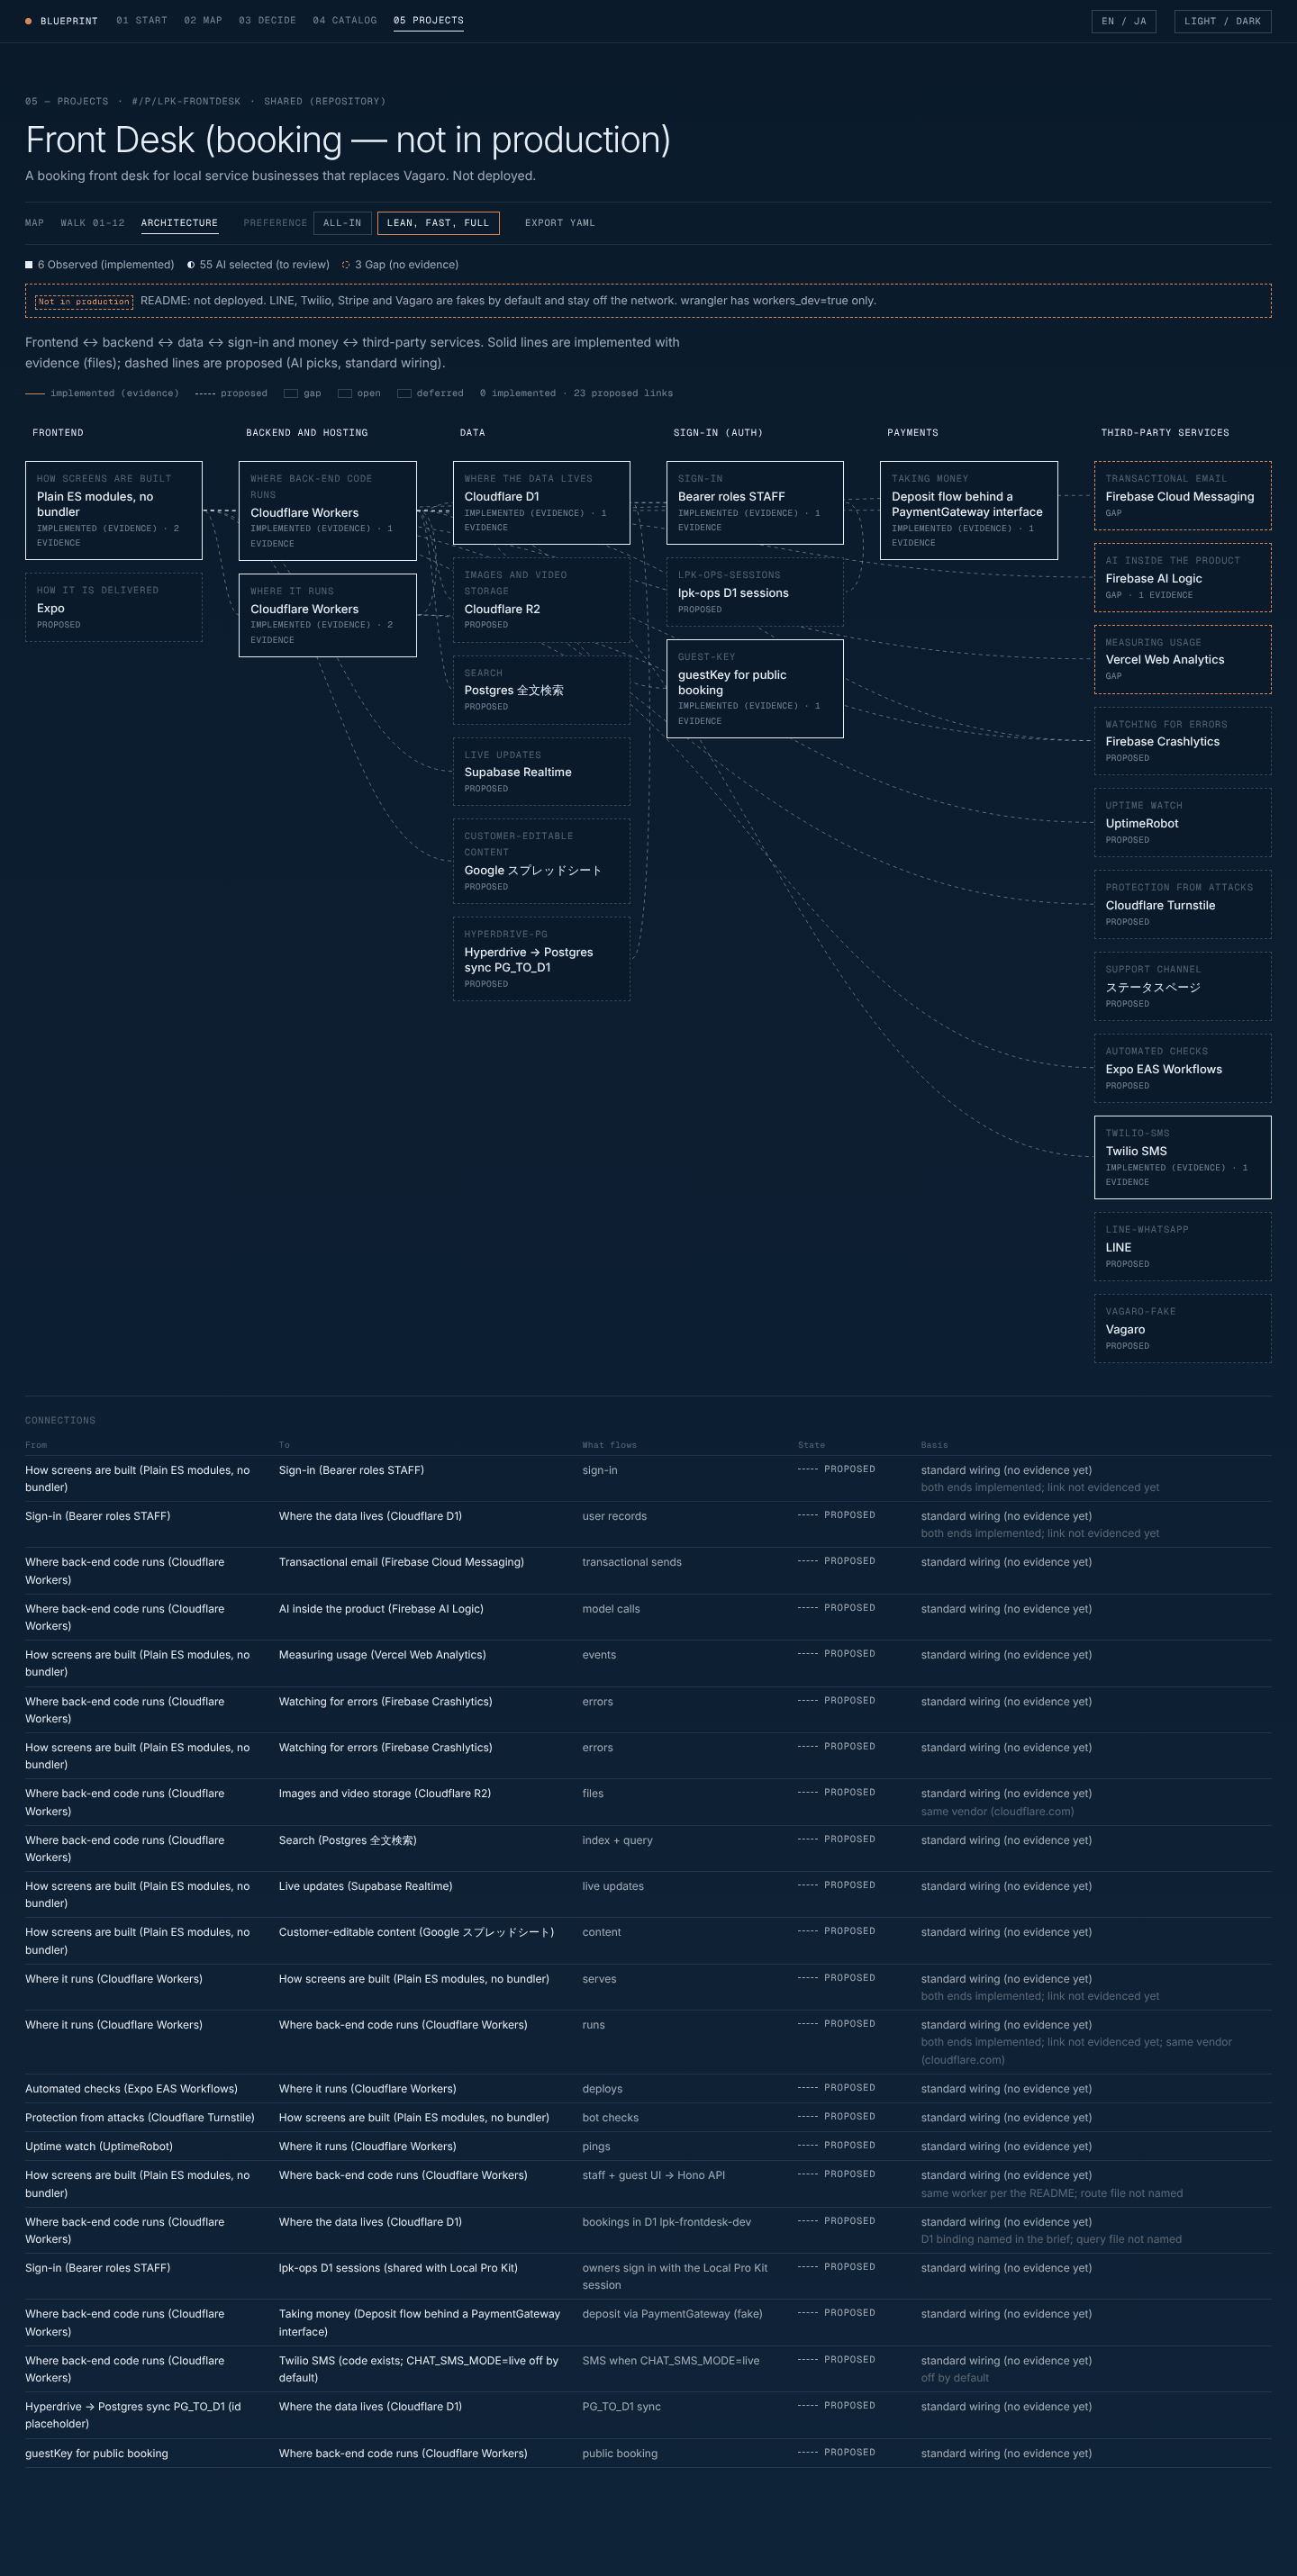 BLUEPRINT 01 START 02 MAP 03 DECIDE 04 CATALOG 05 PROJECTS EN / JA LIGHT / DARK
05 — PROJECTS · #/P/LPK-FRONTDESK · SHARED (REPOSITORY)
Front Desk (booking — not in production)
A booking front desk for local service businesses that replaces Vagaro. Not deployed.
MAP WALK 01-12 ARCHITECTURE PREFERENCE ALL-IN LEAN, FAST, FULL EXPORT YAML
6 Observed (implemented) 55 AI selected (to review) 3 Gap (no evidence)
Not in production README: not deployed. LINE, Twilio, Stripe and Vagaro are fakes by default and stay off the network. wrangler has workers_dev=true only.
Frontend ↔ backend ↔ data ↔ sign-in and money ↔ third-party services. Solid lines are implemented with
evidence (files); dashed lines are proposed (AI picks, standard wiring).
implemented (evidence) proposed gap open deferred 0 implemented · 23 proposed links
FRONTEND
HOW SCREENS ARE BUILT
Plain ES modules, no
bundler
IMPLEMENTED (EVIDENCE) · 2
EVIDENCE
HOW IT IS DELIVERED
Expo
PROPOSED
BACKEND AND HOSTING
WHERE BACK-END CODE
RUNS
Cloudflare Workers
IMPLEMENTED (EVIDENCE) · 1
EVIDENCE
WHERE IT RUNS
Cloudflare Workers
IMPLEMENTED (EVIDENCE) · 2
EVIDENCE
DATA
WHERE THE DATA LIVES
Cloudflare D1
IMPLEMENTED (EVIDENCE) · 1
EVIDENCE
IMAGES AND VIDEO
STORAGE
Cloudflare R2
PROPOSED
SEARCH
Postgres 全文検索
PROPOSED
LIVE UPDATES
Supabase Realtime
PROPOSED
CUSTOMER-EDITABLE
CONTENT
Google スプレッドシート
PROPOSED
HYPERDRIVE-PG
Hyperdrive → Postgres
sync PG_TO_D1
PROPOSED
SIGN-IN (AUTH)
SIGN-IN
Bearer roles STAFF
IMPLEMENTED (EVIDENCE) · 1
EVIDENCE
LPK-OPS-SESSIONS
lpk-ops D1 sessions
PROPOSED
GUEST-KEY
guestKey for public
booking
IMPLEMENTED (EVIDENCE) · 1
EVIDENCE
PAYMENTS
TAKING MONEY
Deposit flow behind a
PaymentGateway interface
IMPLEMENTED (EVIDENCE) · 1
EVIDENCE
THIRD-PARTY SERVICES
TRANSACTIONAL EMAIL
Firebase Cloud Messaging
GAP
AI INSIDE THE PRODUCT
Firebase AI Logic
GAP · 1 EVIDENCE
MEASURING USAGE
Vercel Web Analytics
GAP
WATCHING FOR ERRORS
Firebase Crashlytics
PROPOSED
UPTIME WATCH
UptimeRobot
PROPOSED
PROTECTION FROM ATTACKS
Cloudflare Turnstile
PROPOSED
SUPPORT CHANNEL
ステータスページ
PROPOSED
AUTOMATED CHECKS
Expo EAS Workflows
PROPOSED
TWILIO-SMS
Twilio SMS
IMPLEMENTED (EVIDENCE) · 1
EVIDENCE
LINE-WHATSAPP
LINE
PROPOSED
VAGARO-FAKE
Vagaro
PROPOSED
CONNECTIONS
From To What flows State Basis
How screens are built (Plain ES modules, no Sign-in (Bearer roles STAFF) sign-in PROPOSED standard wiring (no evidence yet)
bundler) both ends implemented; link not evidenced yet
Sign-in (Bearer roles STAFF) Where the data lives (Cloudflare D1) user records PROPOSED standard wiring (no evidence yet)
both ends implemented; link not evidenced yet
Where back-end code runs (Cloudflare Transactional email (Firebase Cloud Messaging) transactional sends PROPOSED standard wiring (no evidence yet)
Workers)
Where back-end code runs (Cloudflare AI inside the product (Firebase AI Logic) model calls PROPOSED standard wiring (no evidence yet)
Workers)
How screens are built (Plain ES modules, no Measuring usage (Vercel Web Analytics) events PROPOSED standard wiring (no evidence yet)
bundler)
Where back-end code runs (Cloudflare Watching for errors (Firebase Crashlytics) errors PROPOSED standard wiring (no evidence yet)
Workers)
How screens are built (Plain ES modules, no Watching for errors (Firebase Crashlytics) errors PROPOSED standard wiring (no evidence yet)
bundler)
Where back-end code runs (Cloudflare Images and video storage (Cloudflare R2) files PROPOSED standard wiring (no evidence yet)
Workers) same vendor (cloudflare.com)
Where back-end code runs (Cloudflare Search (Postgres 全文検索) index + query PROPOSED standard wiring (no evidence yet)
Workers)
How screens are built (Plain ES modules, no Live updates (Supabase Realtime) live updates PROPOSED standard wiring (no evidence yet)
bundler)
How screens are built (Plain ES modules, no Customer-editable content (Google スプレッドシート) content PROPOSED standard wiring (no evidence yet)
bundler)
Where it runs (Cloudflare Workers) How screens are built (Plain ES modules, no bundler) serves PROPOSED standard wiring (no evidence yet)
both ends implemented; link not evidenced yet
Where it runs (Cloudflare Workers) Where back-end code runs (Cloudflare Workers) runs PROPOSED standard wiring (no evidence yet)
both ends implemented; link not evidenced yet; same vendor
(cloudflare.com)
Automated checks (Expo EAS Workflows) Where it runs (Cloudflare Workers) deploys PROPOSED standard wiring (no evidence yet)
Protection from attacks (Cloudflare Turnstile) How screens are built (Plain ES modules, no bundler) bot checks PROPOSED standard wiring (no evidence yet)
Uptime watch (UptimeRobot) Where it runs (Cloudflare Workers) pings PROPOSED standard wiring (no evidence yet)
How screens are built (Plain ES modules, no Where back-end code runs (Cloudflare Workers) staff + guest UI → Hono API PROPOSED standard wiring (no evidence yet)
bundler) same worker per the README; route file not named
Where back-end code runs (Cloudflare Where the data lives (Cloudflare D1) bookings in D1 lpk-frontdesk-dev PROPOSED standard wiring (no evidence yet)
Workers) D1 binding named in the brief; query file not named
Sign-in (Bearer roles STAFF) lpk-ops D1 sessions (shared with Local Pro Kit) owners sign in with the Local Pro Kit PROPOSED standard wiring (no evidence yet)
session
Where back-end code runs (Cloudflare Taking money (Deposit flow behind a PaymentGateway deposit via PaymentGateway (fake) PROPOSED standard wiring (no evidence yet)
Workers) interface)
Where back-end code runs (Cloudflare Twilio SMS (code exists; CHAT_SMS_MODE=live off by SMS when CHAT_SMS_MODE=live PROPOSED standard wiring (no evidence yet)
Workers) default) off by default
Hyperdrive → Postgres sync PG_TO_D1 (id Where the data lives (Cloudflare D1) PG_TO_D1 sync PROPOSED standard wiring (no evidence yet)
placeholder)
guestKey for public booking Where back-end code runs (Cloudflare Workers) public booking PROPOSED standard wiring (no evidence yet)